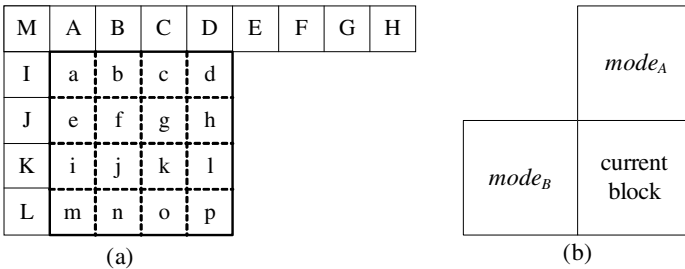 M A B C D E F G H
I a b c d
J e f g h
K i j k l
L m n o p
(a)
mode_A
mode_B current block
(b)